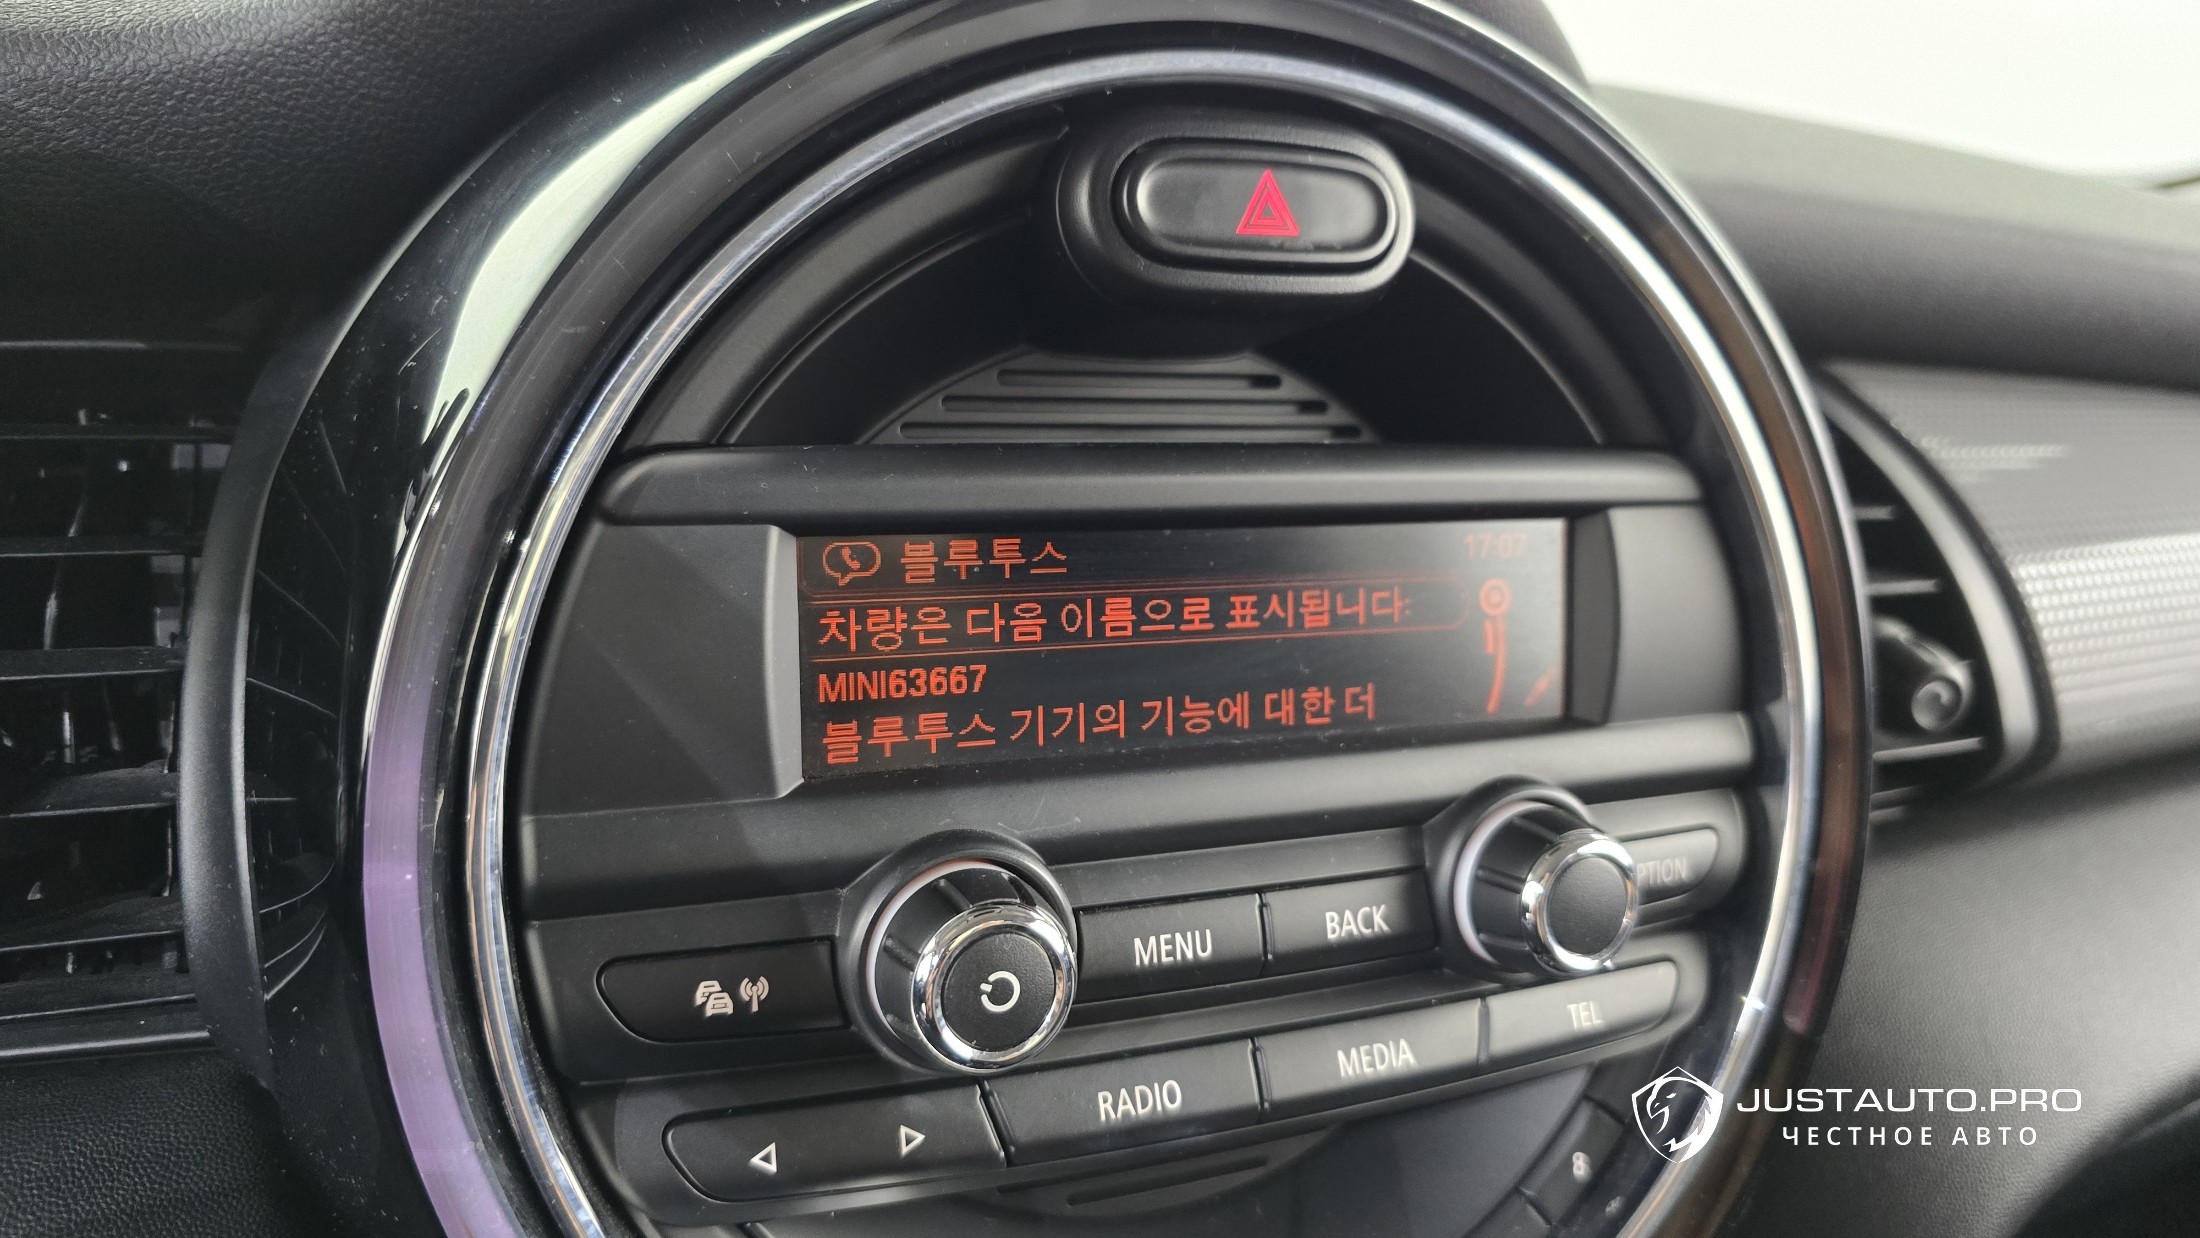 블루투스 17:07
차량은 다음 이름으로 표시됩니다:
MINI63667
블루투스 기기의 기능에 대한 더
MENU BACK PTION
RADIO MEDIA TEL
JUSTAUTO.PRO
ЧЕСТНОЕ АВТО